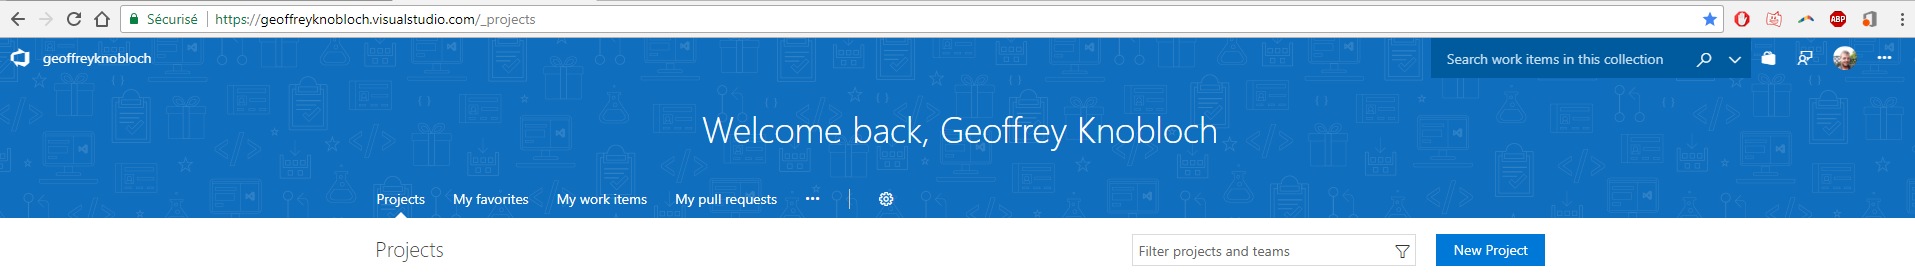 Sécurisé https://geoffreyknobloch.visualstudio.com/_projects
ABP
geoffreyknobloch Search work items in this collection
Welcome back, Geoffrey Knobloch
Projects My favorites My work items My pull requests
Projects Filter projects and teams New Project